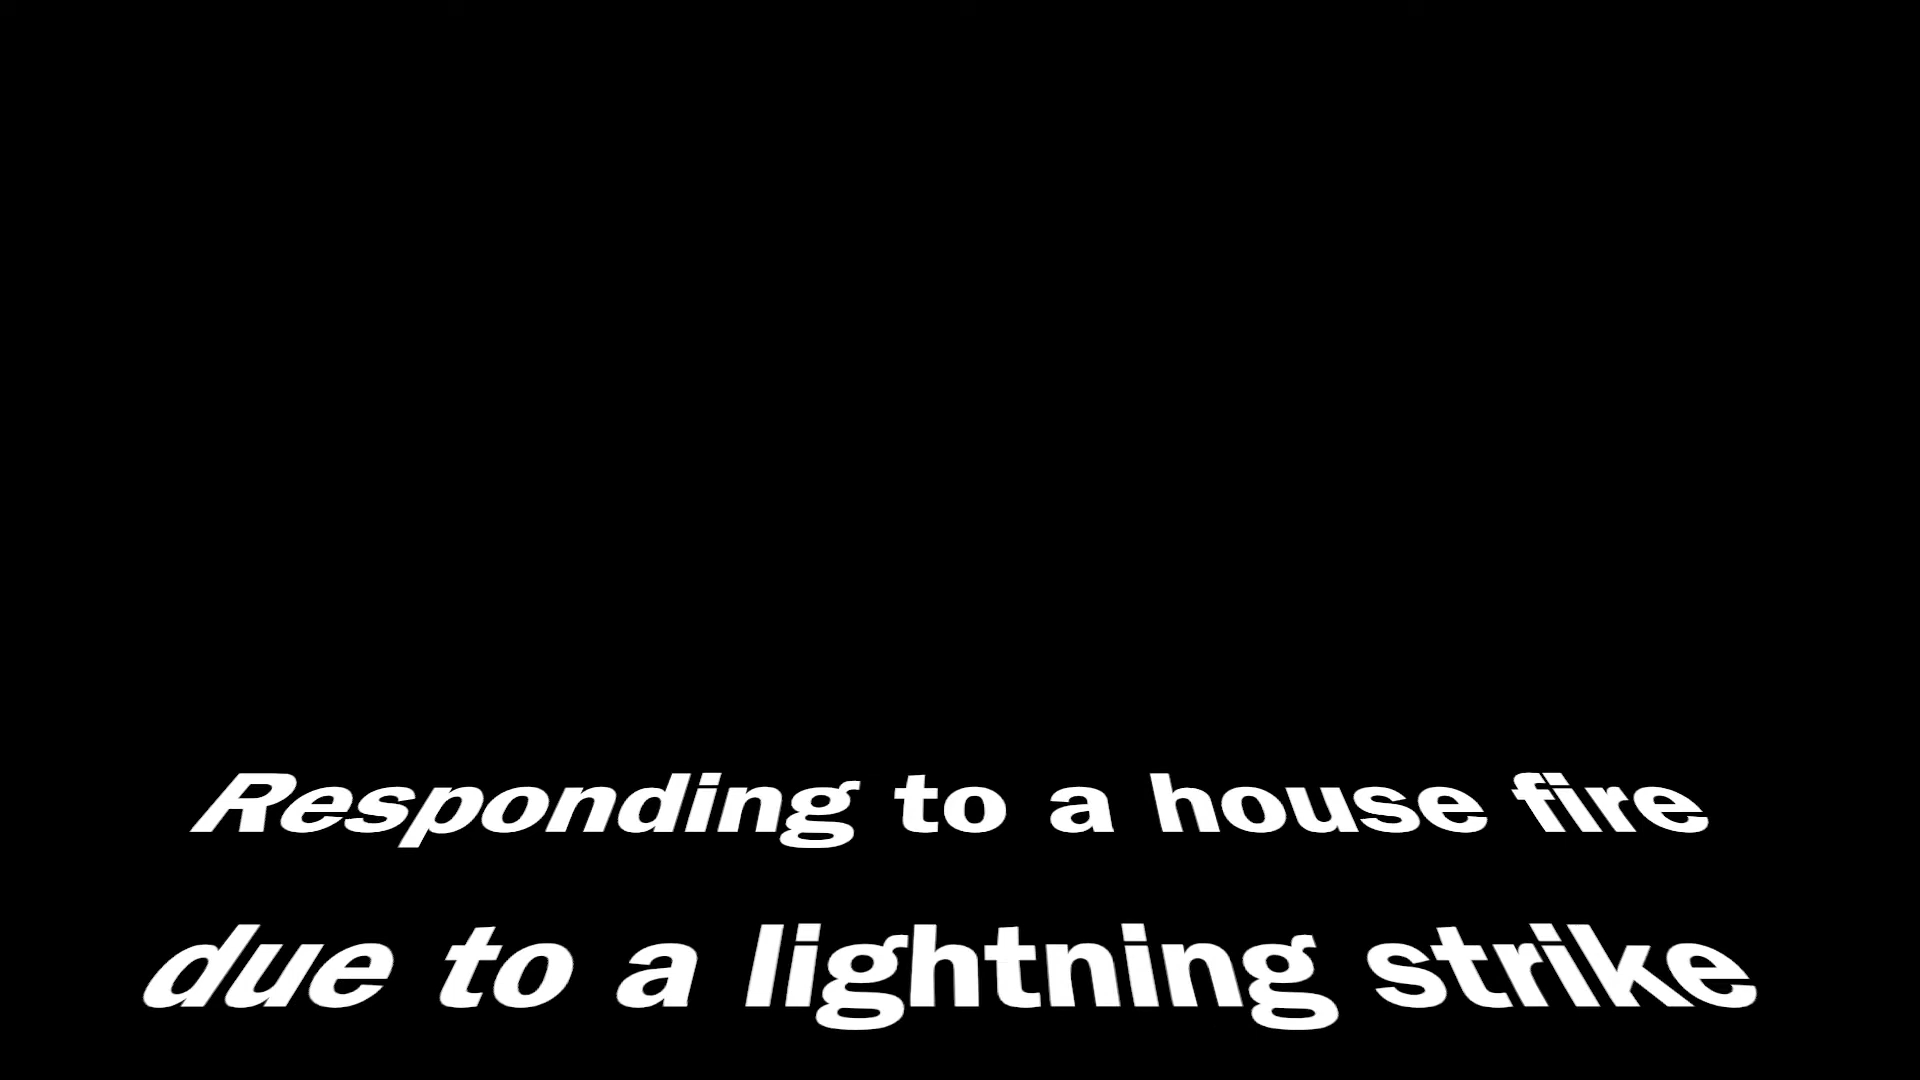 Responding to a house fire
due to a lightning strike